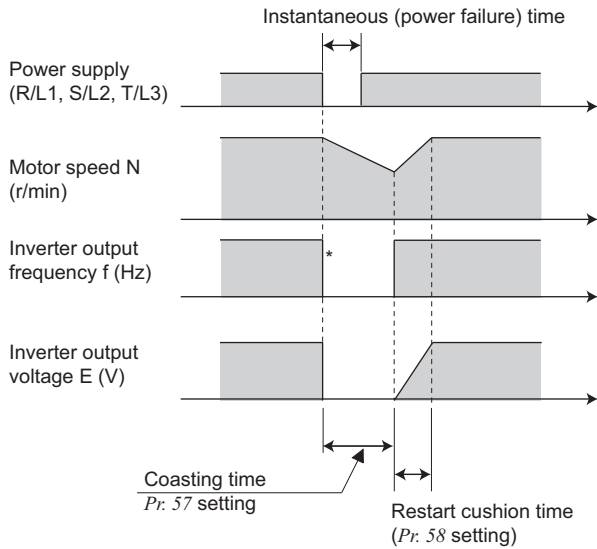 Instantaneous (power failure) time
Power supply
(R/L1, S/L2, T/L3)
Motor speed N
(r/min)
Inverter output
frequency f (Hz)
*
Inverter output
voltage E (V)
Coasting time
Pr. 57 setting
Restart cushion time
(Pr. 58 setting)